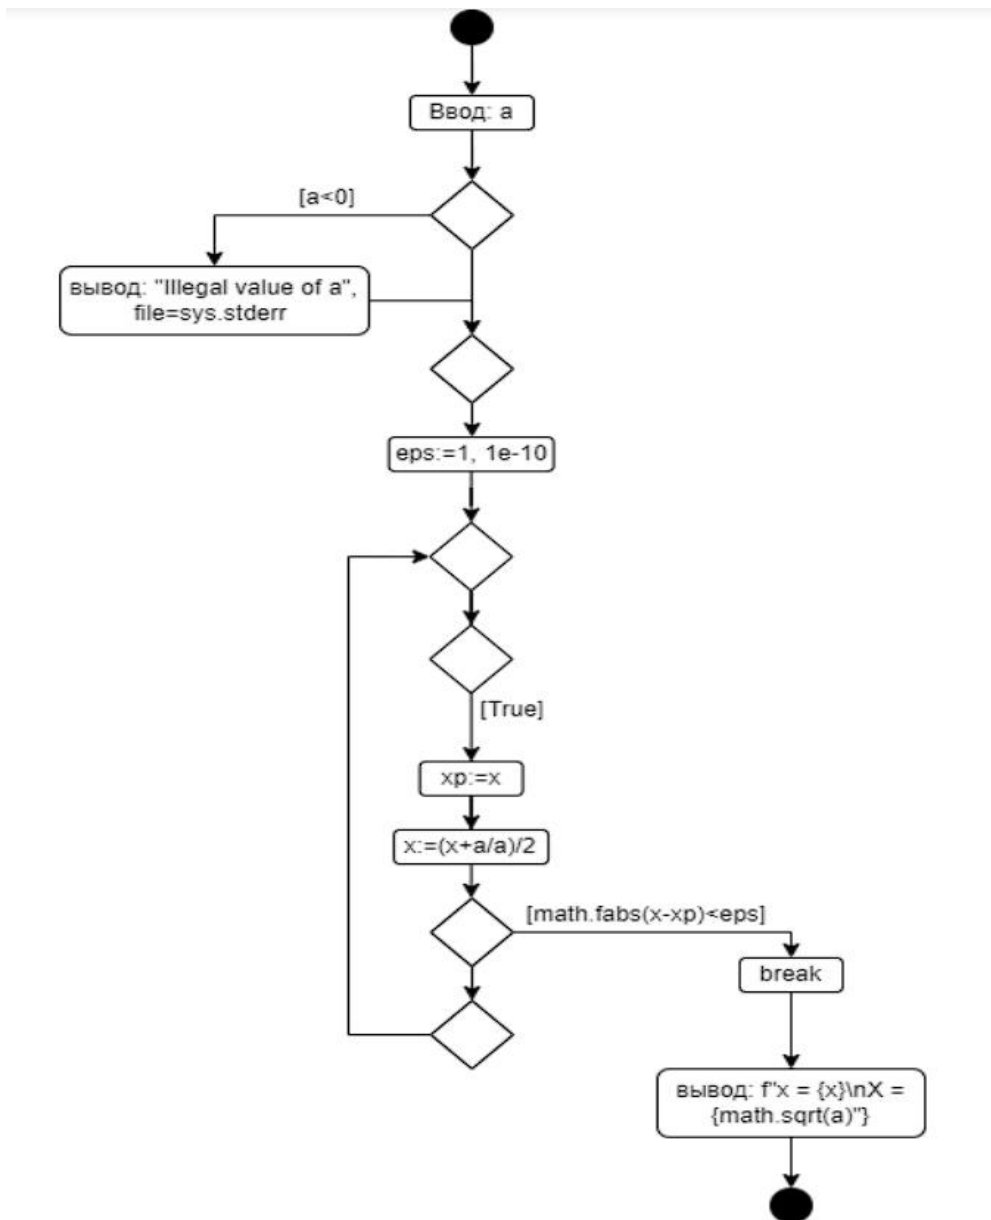 Ввод: a
[a<0]
вывод: "Illegal value of a",
file=sys.stderr
eps:=1, 1e-10
[True]
xp:=x
x:=(x+a/a)/2
[math.fabs(x-xp)<eps]
break
вывод: f"x = {x}\nX =
{math.sqrt(a)"}